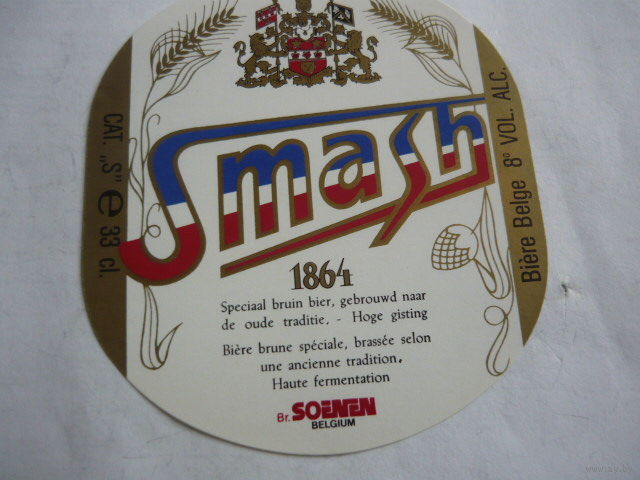 Smash
1864
Speciaal bruin bier, gebrouwd naar
de oude traditie. - Hoge gisting
Bière brune spéciale, brassée selon
une ancienne tradition.
Haute fermentation
Br. SOENEN
BELGIUM
CAT. „S" e 33 cl.
Bière Belge 8° VOL. ALC.